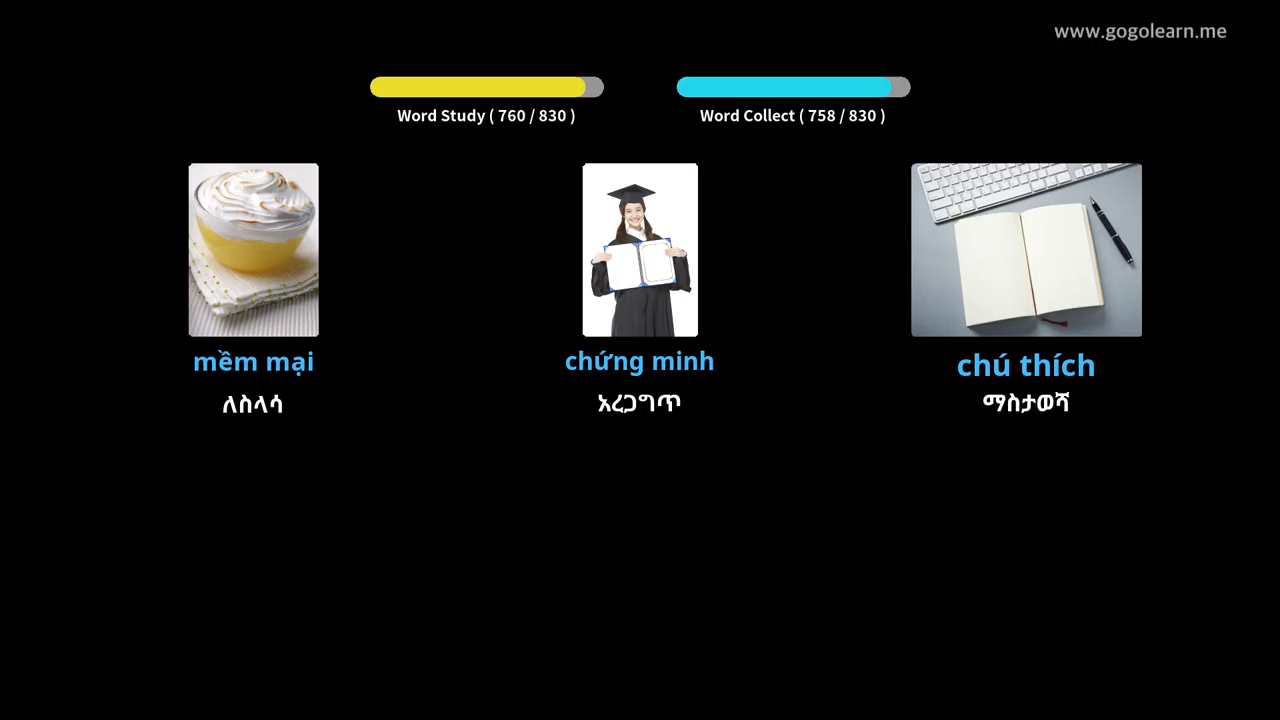 www.gogolearn.me
Word Study ( 760 / 830 )
Word Collect ( 758 / 830 )
mềm mại
chứng minh
chú thích
ለስላሳ
አረጋግጥ
ማስታወሻ